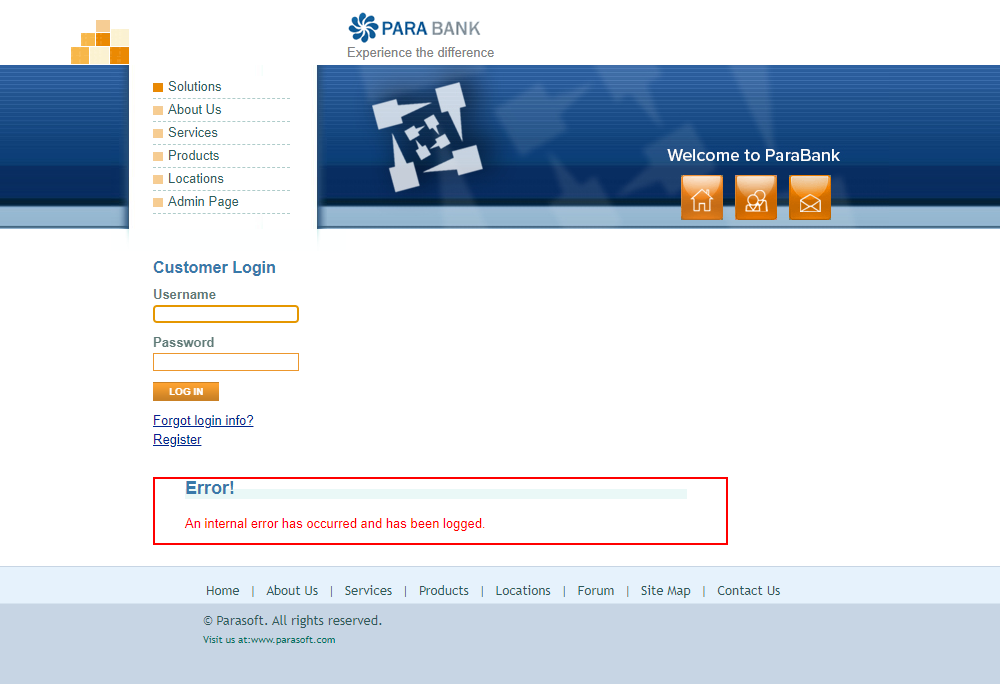 PARA BANK
Experience the difference
Solutions
About Us
Services
Products
Locations
Admin Page
Welcome to ParaBank
Customer Login
Username
Password
LOG IN
Forgot login info?
Register
Error!
An internal error has occurred and has been logged.
Home | About Us | Services | Products | Locations | Forum | Site Map | Contact Us
© Parasoft. All rights reserved.
Visit us at:www.parasoft.com